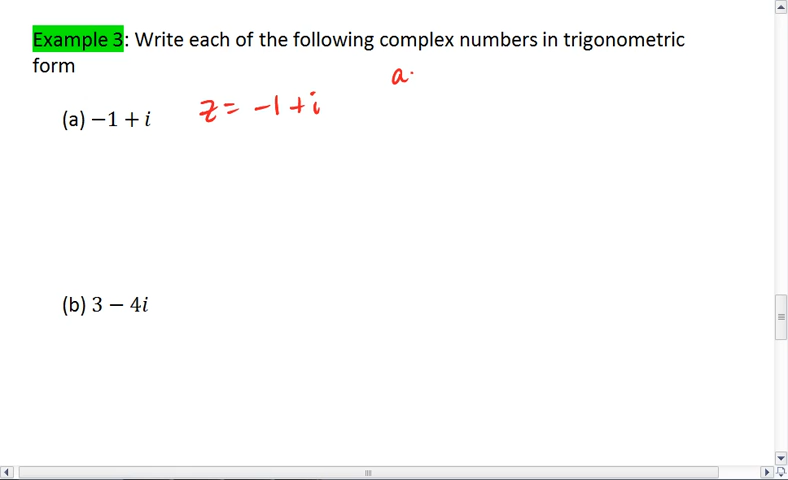 Example 3: Write each of the following complex numbers in trigonometric
form
a.
(a) −1 + i z = -1 + i
(b) 3 − 4i